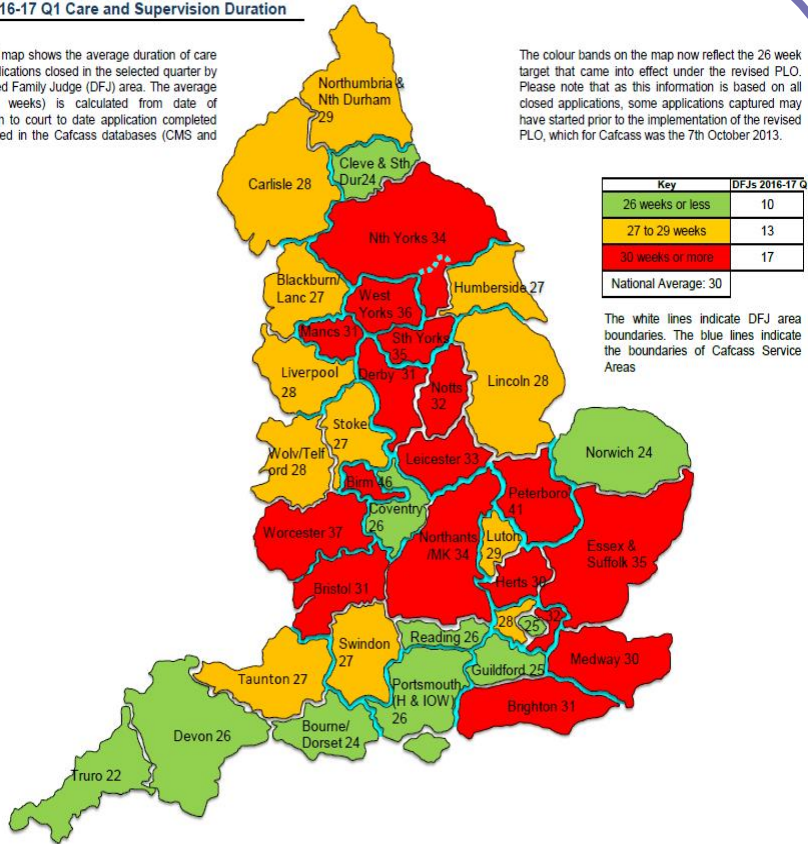 16-17 Q1 Care and Supervision Duration
map shows the average duration of care
lications closed in the selected quarter by
ed Family Judge (DFJ) area. The average
weeks) is calculated from date of
n to court to date application completed
ed in the Cafcass databases (CMS and
The colour bands on the map now reflect the 26 week
target that came into effect under the revised PLO.
Please note that as this information is based on all
closed applications, some applications captured may
have started prior to the implementation of the revised
PLO, which for Cafcass was the 7th October 2013.
Key DFJs 2016-17 Q
26 weeks or less 10
27 to 29 weeks 13
30 weeks or more 17
National Average: 30
The white lines indicate DFJ area
boundaries. The blue lines indicate
the boundaries of Cafcass Service
Areas
Northumbria &
Nth Durham
29
Cleve & Sth
Dur24
Carlisle 28
Nth Yorks 34
Blackburn/
Lanc 27
West
Yorks 36
Humberside 27
Mancs 31
Sth Yorks
35
Liverpool
28
Derby 31
Notts
32
Lincoln 28
Stoke
27
Norwich 24
Wolv/Telf
ord 28
Leicester 33
Birm 46
Peterboro
41
Coventry
26
Worcester 37
Northants
/MK 34
Luton
29
Essex &
Suffolk 35
Herts 30
Bristol 31
28
25
32
Swindon
27
Reading 26
Guildford 25
Medway 30
Taunton 27
Portsmouth
(H & IOW)
26
Brighton 31
Devon 26
Bourne/
Dorset 24
Truro 22